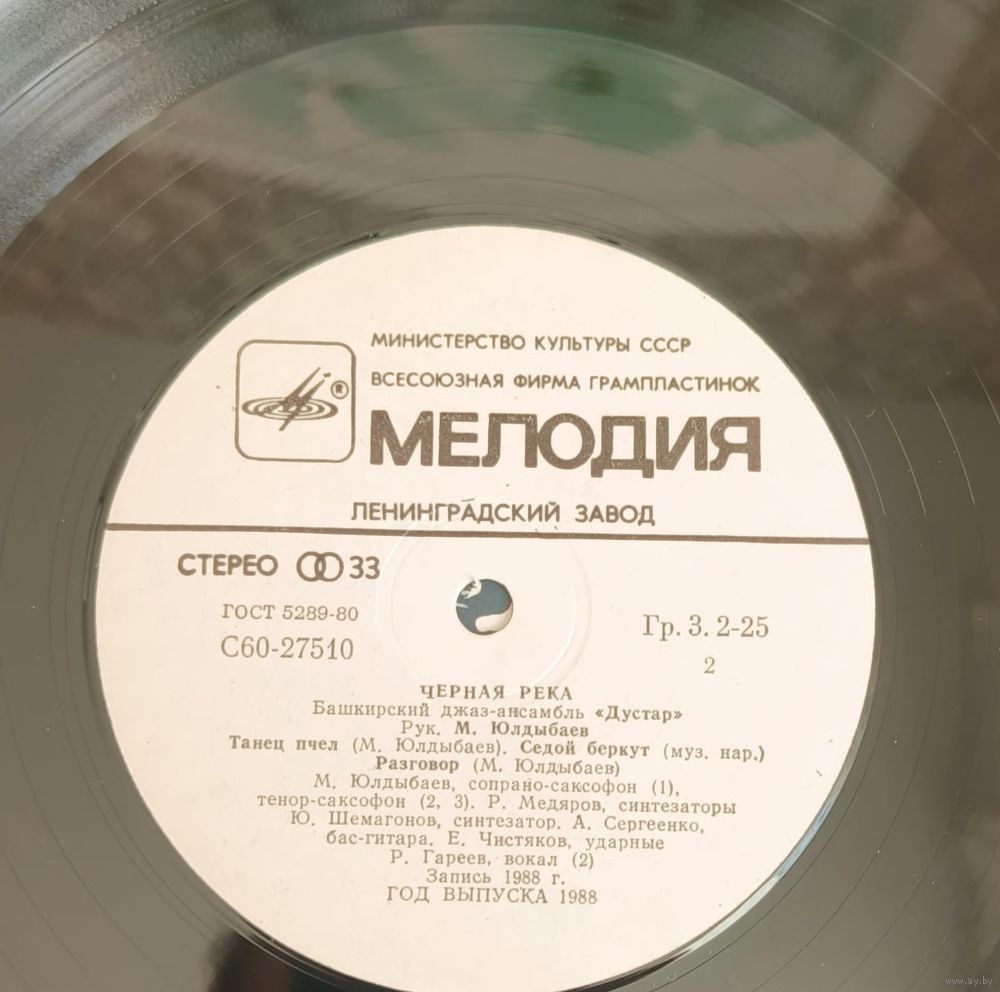 МИНИСТЕРСТВО КУЛЬТУРЫ СССР
ВСЕСОЮЗНАЯ ФИРМА ГРАМПЛАСТИНОК
®
МЕЛОДИЯ
ЛЕНИНГРАДСКИЙ ЗАВОД
СТЕРЕО 33
ГОСТ 5289-80
С60-27510
Гр. 3. 2-25
2
ЧЕРНАЯ РЕКА
Башкирский джаз-ансамбль «Дустар»
Рук. М. Юлдыбаев
Танец пчел (М. Юлдыбаев). Седой беркут (муз. нар.)
Разговор (М. Юлдыбаев)
М. Юлдыбаев, сопрано-саксофон (1),
тенор-саксофон (2, 3). Р. Медяров, синтезаторы
Ю. Шемагонов, синтезатор. А. Сергеенко,
бас-гитара. Е. Чистяков, ударные
Р. Гареев, вокал (2)
Запись 1988 г.
ГОД ВЫПУСКА 1988
www.ay.by